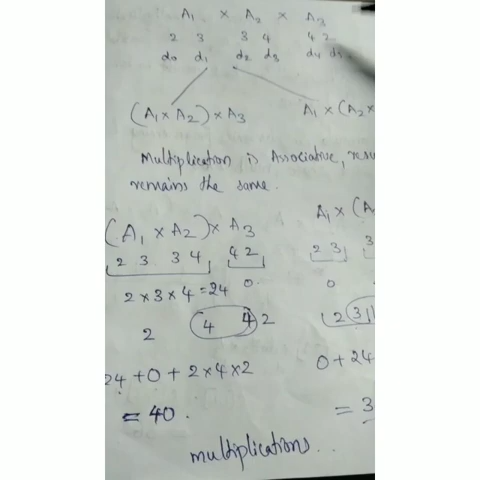 A₁ × A₂ × A₃
2 3 3 4 4 2
d₀ d₁ d₂ d₃ d₄ d₅
(A₁ × A₂) × A₃
A₁ × (A₂ ×
Multiplication is Associative,
remains the same.
(A₁ × A₂) × A₃
2 3 3 4 4 2
2 × 3 × 4 = 24 0
2 4 4 2
24 + 0 + 2 × 4 × 2
= 40.
A₁ × (A
2 3 3
0
2 3
0 + 24
= 3
multiplications..